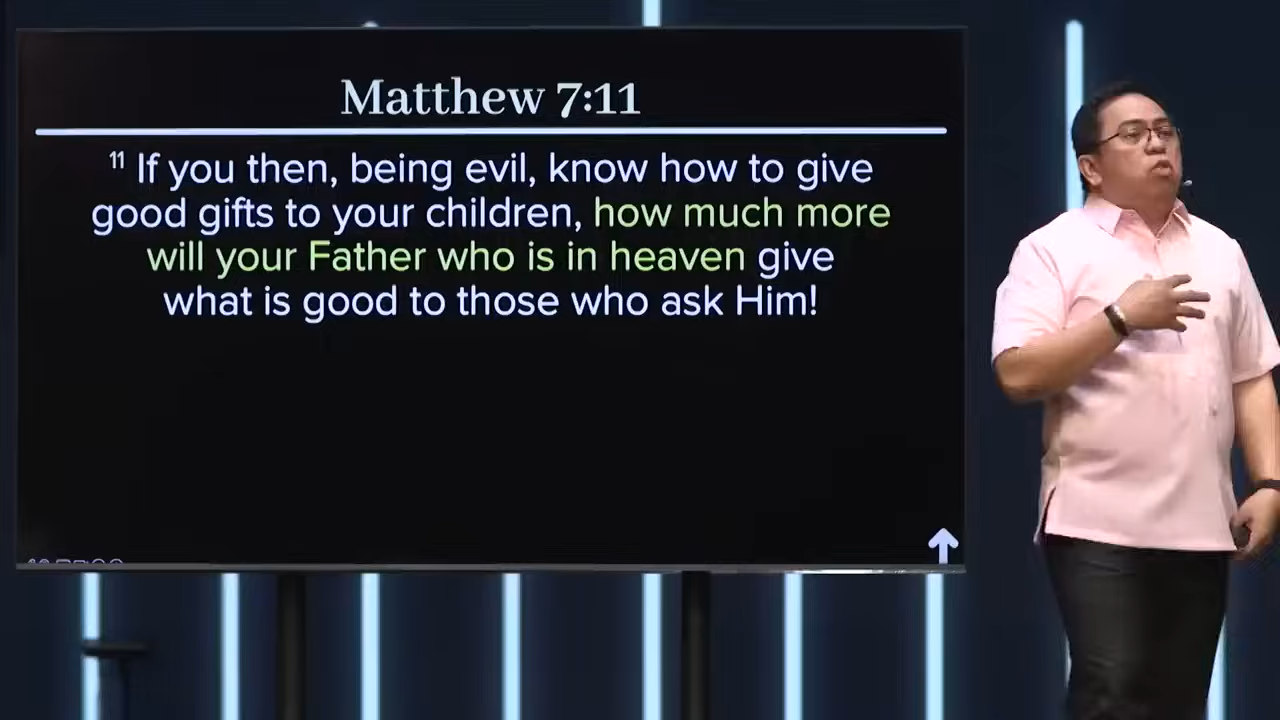 Matthew 7:11
¹¹ If you then, being evil, know how to give
good gifts to your children, how much more
will your Father who is in heaven give
what is good to those who ask Him!